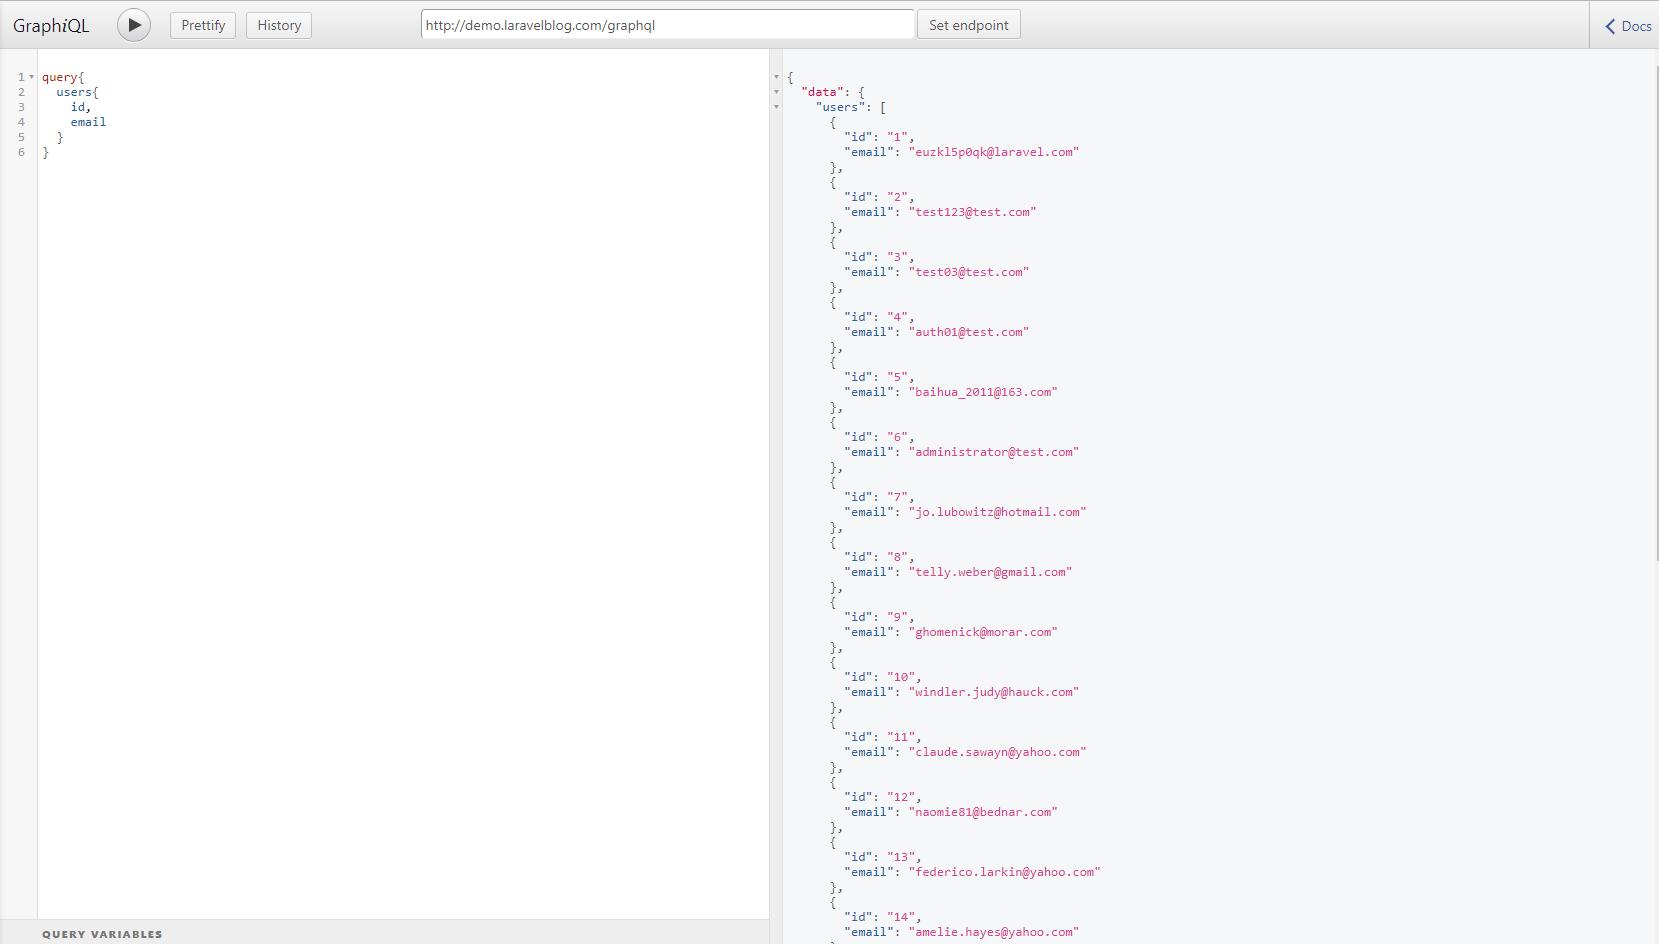 GraphiQL Prettify History http://demo.laravelblog.com/graphql Set endpoint Docs
1 query{
2 users{
3 id,
4 email
5 }
6 }
QUERY VARIABLES
{
"data": {
"users": [
{
"id": "1",
"email": "euzkl5p0qk@laravel.com"
},
{
"id": "2",
"email": "test123@test.com"
},
{
"id": "3",
"email": "test03@test.com"
},
{
"id": "4",
"email": "auth01@test.com"
},
{
"id": "5",
"email": "baihua_2011@163.com"
},
{
"id": "6",
"email": "administrator@test.com"
},
{
"id": "7",
"email": "jo.lubowitz@hotmail.com"
},
{
"id": "8",
"email": "telly.weber@gmail.com"
},
{
"id": "9",
"email": "ghomenick@morar.com"
},
{
"id": "10",
"email": "windler.judy@hauck.com"
},
{
"id": "11",
"email": "claude.sawayn@yahoo.com"
},
{
"id": "12",
"email": "naomie81@bednar.com"
},
{
"id": "13",
"email": "federico.larkin@yahoo.com"
},
{
"id": "14",
"email": "amelie.hayes@yahoo.com"